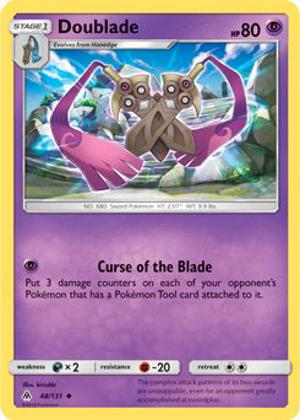 STAGE 1
Doublade
HP 80
Evolves from Honedge
NO. 680 Sword Pokémon HT: 2'07" WT: 9.9 lbs.
Curse of the Blade
Put 3 damage counters on each of your opponent's
Pokémon that has a Pokémon Tool card attached to it.
weakness × 2 resistance -20 retreat
Illus. kirisAki
48/131
The complex attack patterns of its two swords
are unstoppable, even for an opponent greatly
accomplished at swordplay.